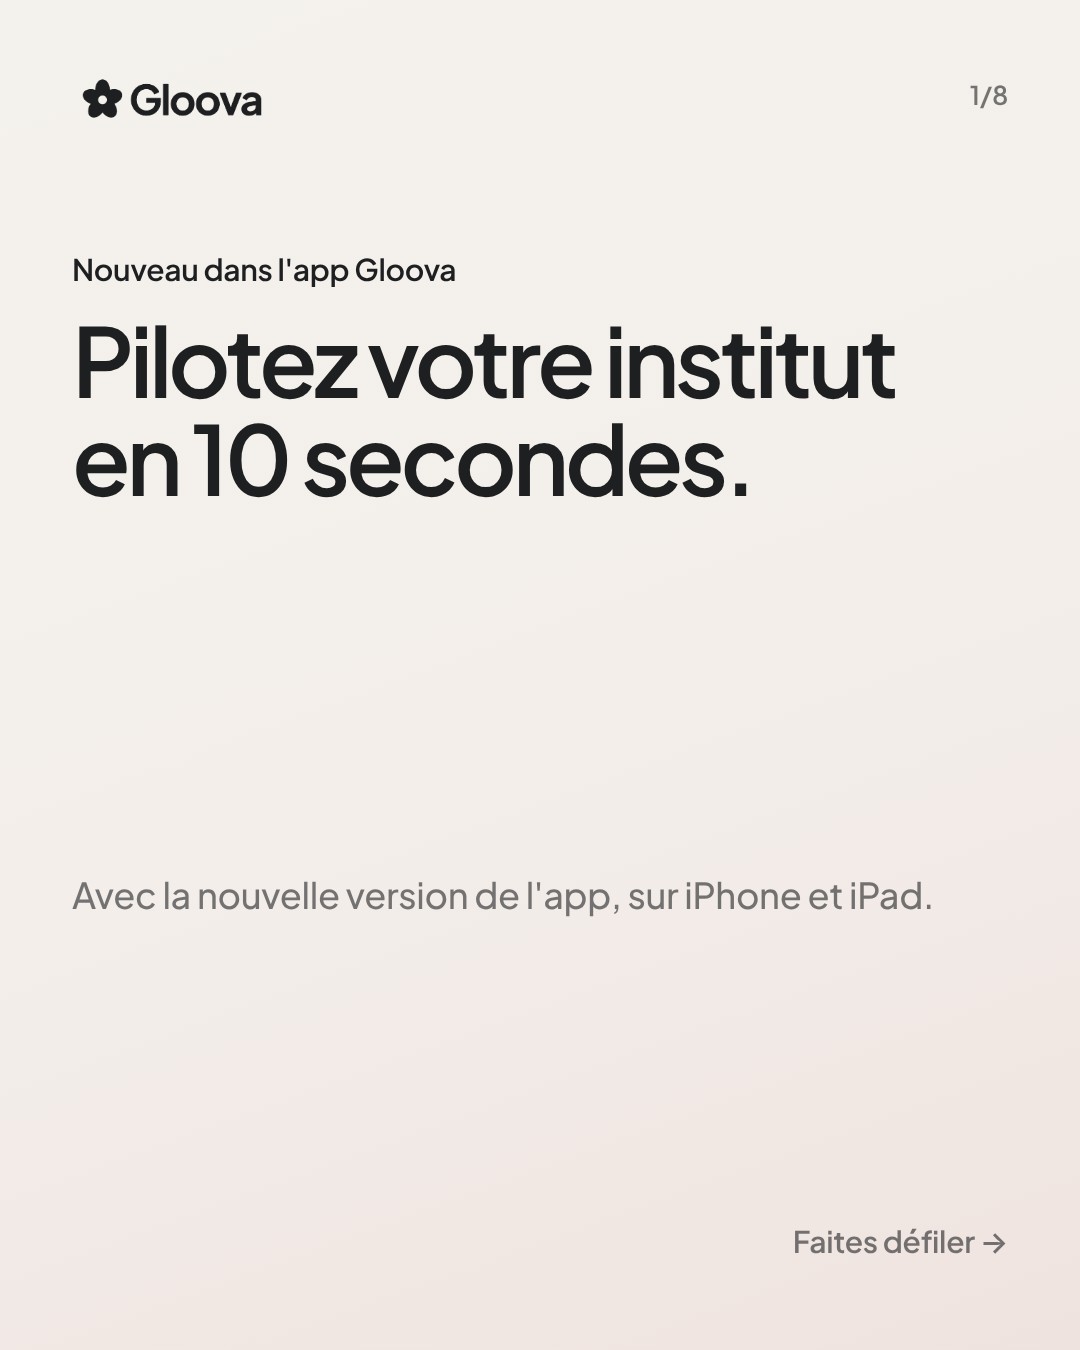 Gloova
1/8
Nouveau dans l'app Gloova
Pilotez votre institut
en 10 secondes.
Avec la nouvelle version de l'app, sur iPhone et iPad.
Faites défiler →